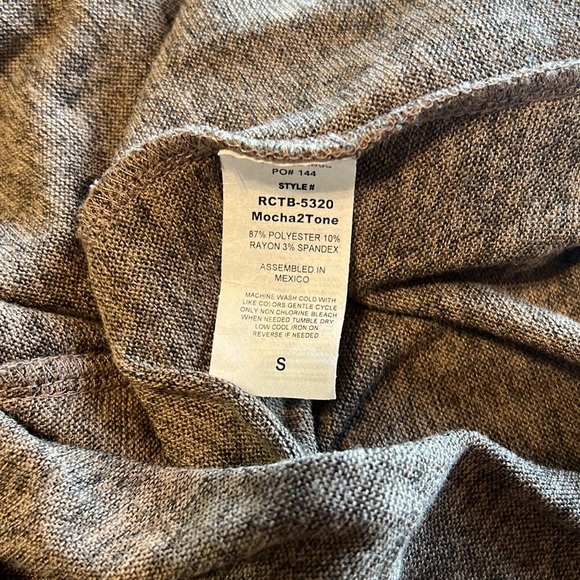 PO# 144
STYLE #
RCTB-5320
Mocha2Tone
87% POLYESTER 10%
RAYON 3% SPANDEX
ASSEMBLED IN
MEXICO
MACHINE WASH COLD WITH
LIKE COLORS GENTLE CYCLE
ONLY NON CHLORINE BLEACH
WHEN NEEDED TUMBLE DRY
LOW COOL IRON ON
REVERSE IF NEEDED
S